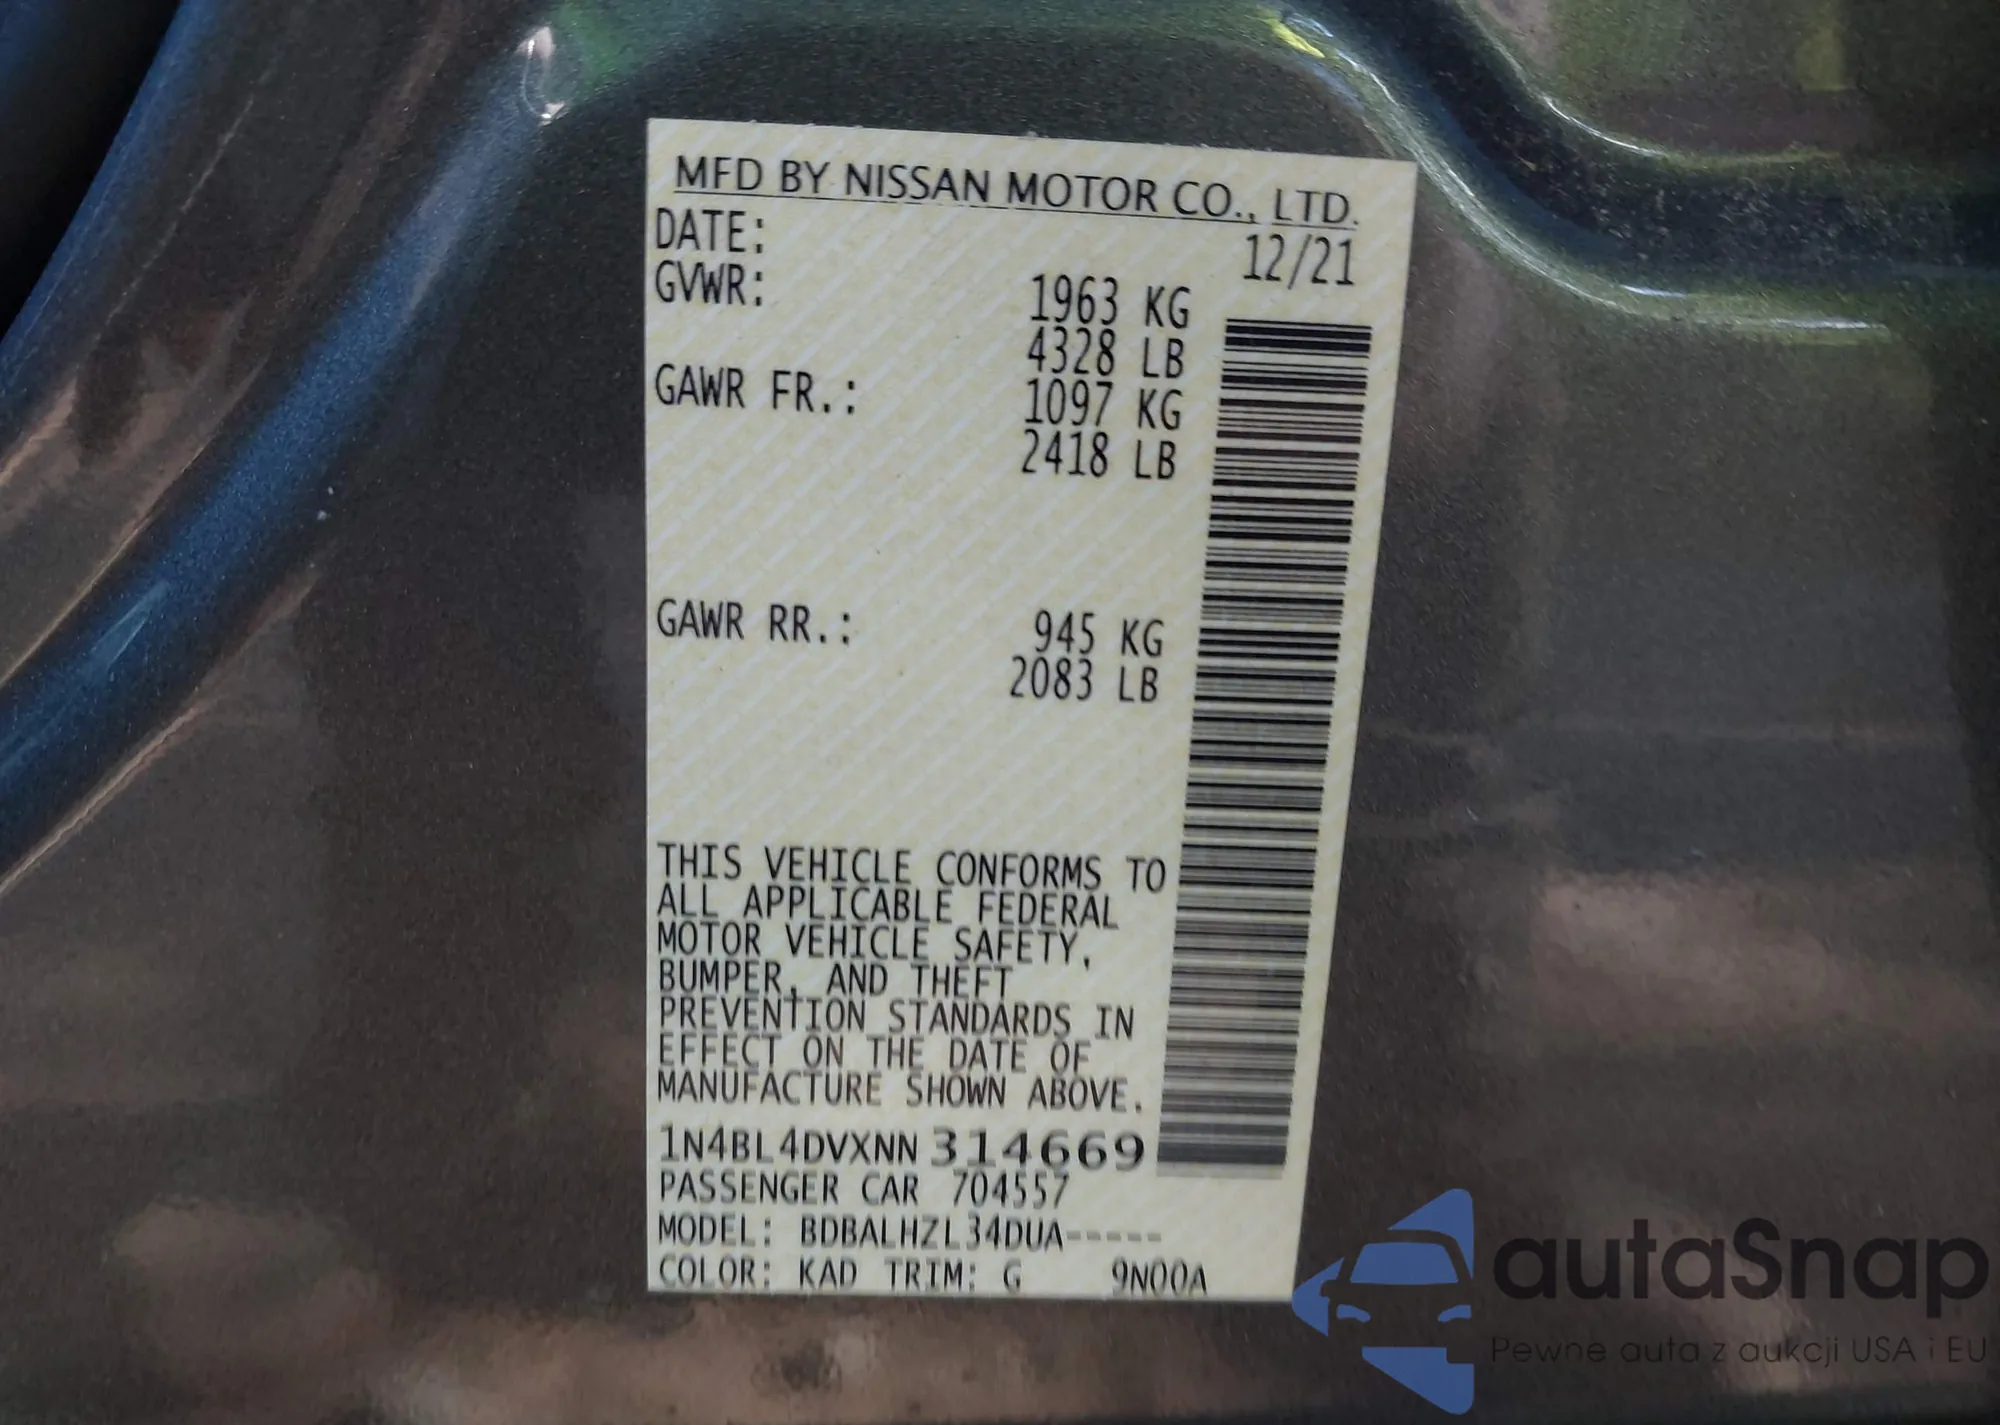 MFD BY NISSAN MOTOR CO., LTD.
DATE: 12/21
GVWR: 1963 KG
4328 LB
GAWR FR.: 1097 KG
2418 LB
GAWR RR.: 945 KG
2083 LB
THIS VEHICLE CONFORMS TO
ALL APPLICABLE FEDERAL
MOTOR VEHICLE SAFETY,
BUMPER, AND THEFT
PREVENTION STANDARDS IN
EFFECT ON THE DATE OF
MANUFACTURE SHOWN ABOVE.
1N4BL4DVXNN314669
PASSENGER CAR 704557
MODEL: BDBALHZL34DUA-----
COLOR: KAD TRIM: G 9N00A
autaSnap
Pewne auta z aukcji USA i EU